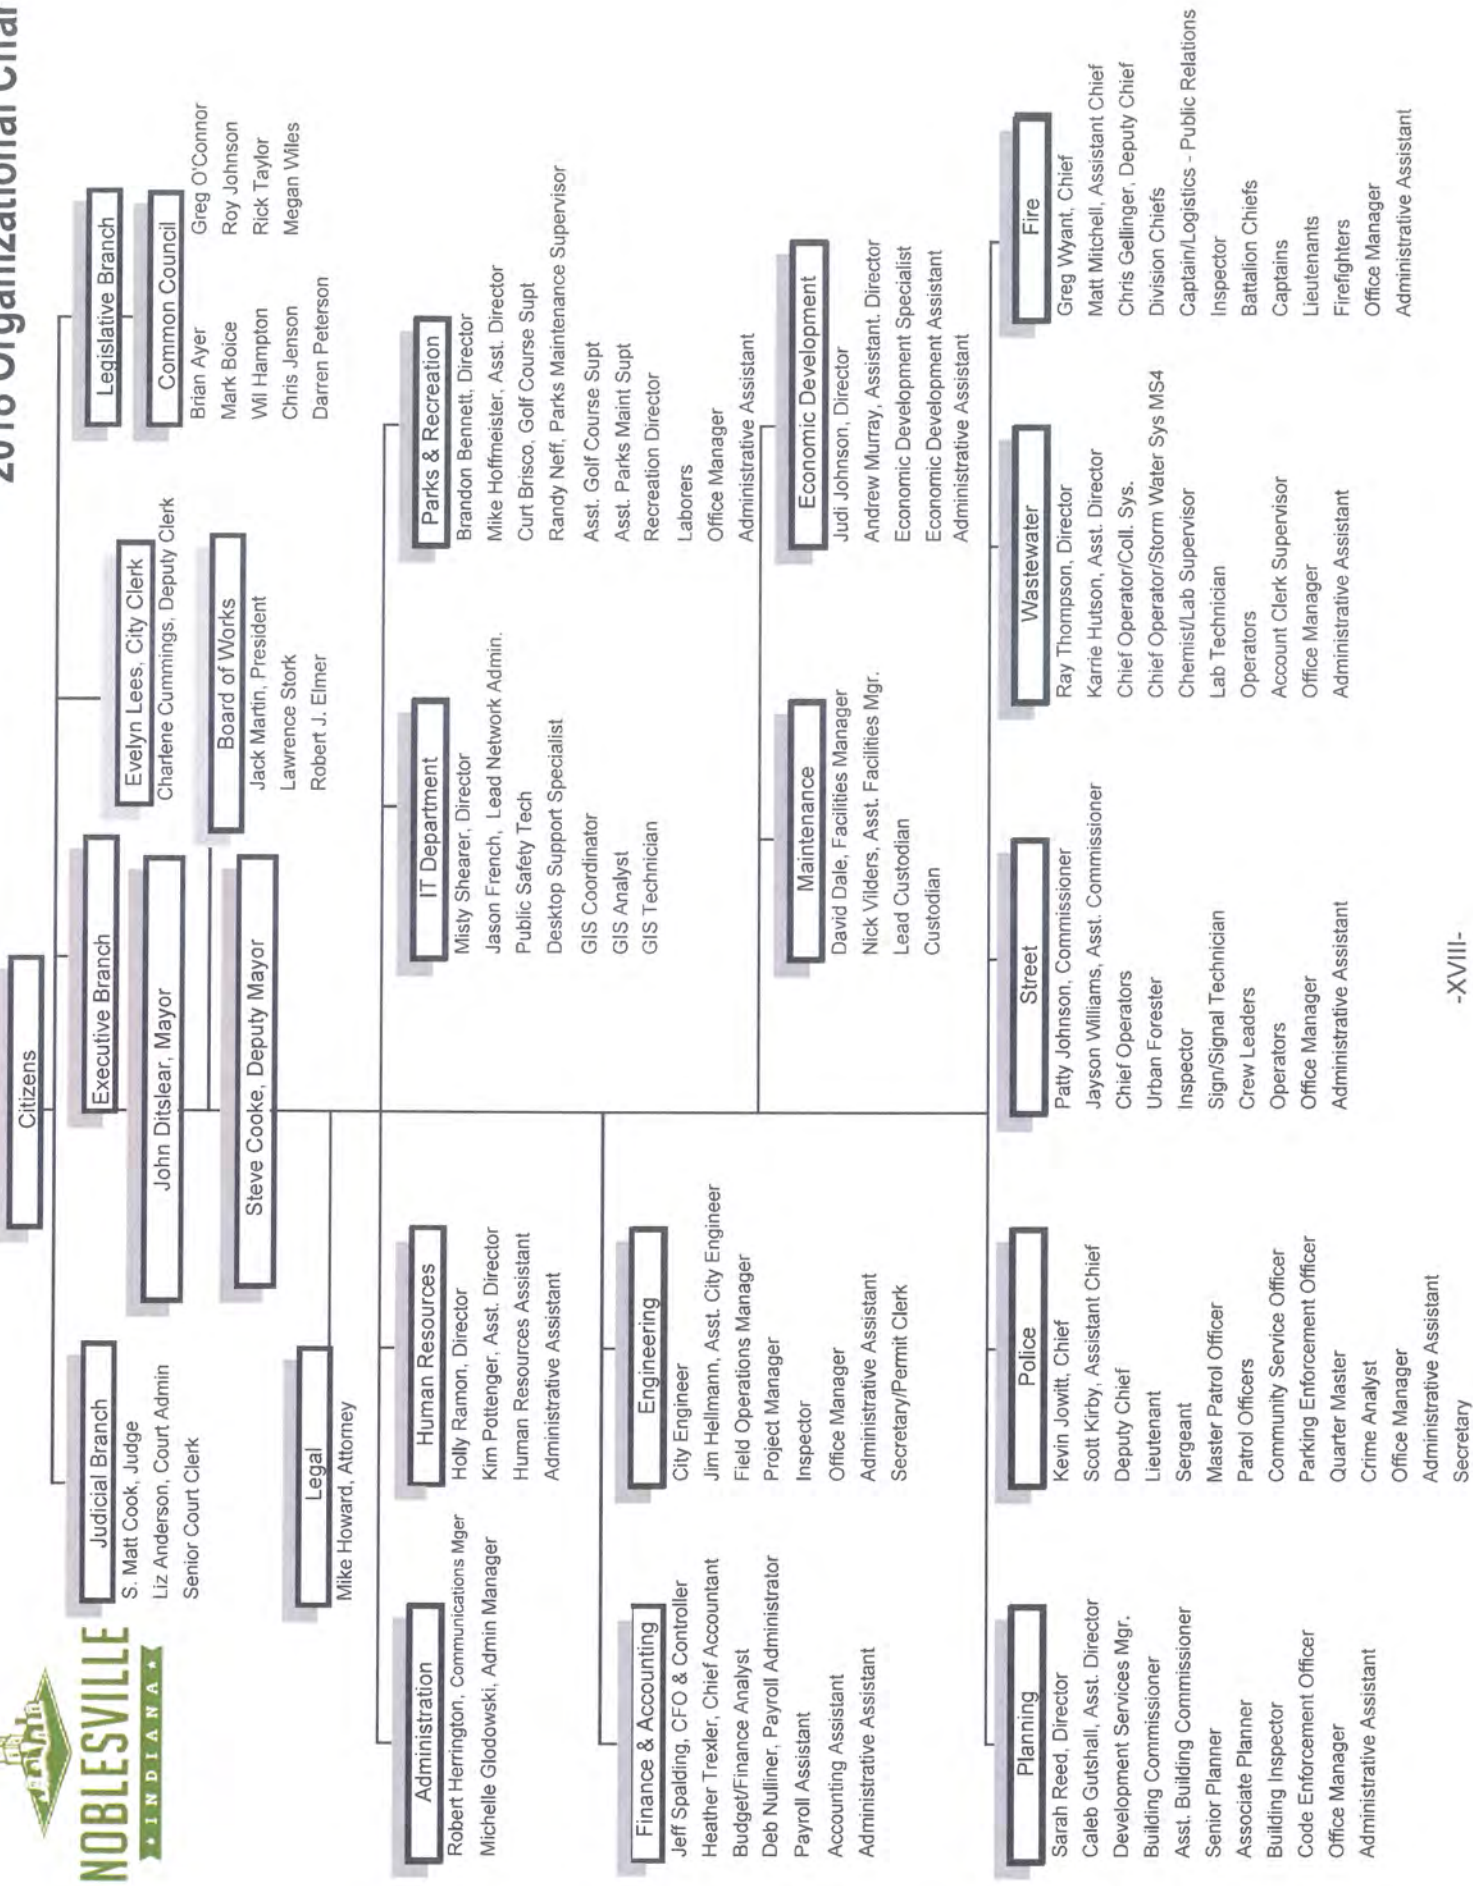 2018 Organizational Char
NOBLESVILLE
INDIANA
Citizens
Judicial Branch
S. Matt Cook, Judge
Liz Anderson, Court Admin
Senior Court Clerk
Executive Branch
John Ditslear, Mayor
Steve Cooke, Deputy Mayor
Evelyn Lees, City Clerk
Charlene Cummings, Deputy Clerk
Board of Works
Jack Martin, President
Lawrence Stork
Robert J. Elmer
Legislative Branch
Common Council
Brian Ayer
Mark Boice
Wil Hampton
Chris Jenson
Darren Peterson
Greg O'Connor
Roy Johnson
Rick Taylor
Megan Wiles
Legal
Mike Howard, Attorney
Administration
Robert Herrington, Communications Mger
Michelle Glodowski, Admin Manager
Human Resources
Holly Ramon, Director
Kim Pottenger, Asst. Director
Human Resources Assistant
Administrative Assistant
IT Department
Misty Shearer, Director
Jason French, Lead Network Admin.
Public Safety Tech
Desktop Support Specialist
GIS Coordinator
GIS Analyst
GIS Technician
Parks & Recreation
Brandon Bennett, Director
Mike Hoffmeister, Asst. Director
Curt Brisco, Golf Course Supt
Randy Neff, Parks Maintenance Supervisor
Asst. Golf Course Supt
Asst. Parks Maint Supt
Recreation Director
Laborers
Office Manager
Administrative Assistant
Finance & Accounting
Jeff Spalding, CFO & Controller
Heather Trexler, Chief Accountant
Budget/Finance Analyst
Deb Nulliner, Payroll Administrator
Payroll Assistant
Accounting Assistant
Administrative Assistant
Engineering
City Engineer
Jim Hellmann, Asst. City Engineer
Field Operations Manager
Project Manager
Inspector
Office Manager
Administrative Assistant
Secretary/Permit Clerk
Maintenance
David Dale, Facilities Manager
Nick Vilders, Asst. Facilities Mgr.
Lead Custodian
Custodian
Economic Development
Judi Johnson, Director
Andrew Murray, Assistant. Director
Economic Development Specialist
Economic Development Assistant
Administrative Assistant
Planning
Sarah Reed, Director
Caleb Gutshall, Asst. Director
Development Services Mgr.
Building Commissioner
Asst. Building Commissioner
Senior Planner
Associate Planner
Building Inspector
Code Enforcement Officer
Office Manager
Administrative Assistant
Police
Kevin Jowitt, Chief
Scott Kirby, Assistant Chief
Deputy Chief
Lieutenant
Sergeant
Master Patrol Officer
Patrol Officers
Community Service Officer
Parking Enforcement Officer
Quarter Master
Crime Analyst
Office Manager
Administrative Assistant
Secretary
Street
Patty Johnson, Commissioner
Jayson Williams, Asst. Commissioner
Chief Operators
Urban Forester
Inspector
Sign/Signal Technician
Crew Leaders
Operators
Office Manager
Administrative Assistant
Wastewater
Ray Thompson, Director
Karrie Hutson, Asst. Director
Chief Operator/Coll. Sys.
Chief Operator/Storm Water Sys MS4
Chemist/Lab Supervisor
Lab Technician
Operators
Account Clerk Supervisor
Office Manager
Administrative Assistant
Fire
Greg Wyant, Chief
Matt Mitchell, Assistant Chief
Chris Gellinger, Deputy Chief
Division Chiefs
Captain/Logistics - Public Relations
Inspector
Battalion Chiefs
Captains
Lieutenants
Firefighters
Office Manager
Administrative Assistant
-XVIII-